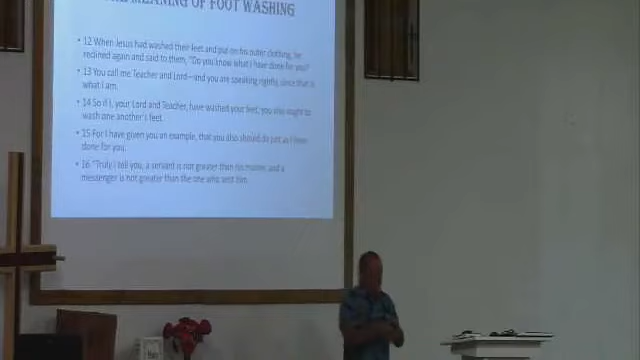 MEANING OF FOOT WASHING
• 12 When Jesus had washed their feet and put on his outer clothing, he
reclined again and said to them, "Do you know what I have done for you?
• 13 You call me Teacher and Lord—and you are speaking rightly, since that is
what I am.
• 14 So if I, your Lord and Teacher, have washed your feet, you also ought to
wash one another's feet.
• 15 For I have given you an example, that you also should do just as I have
done for you.
• 16 "Truly I tell you, a servant is not greater than his master, and a
messenger is not greater than the one who sent him.